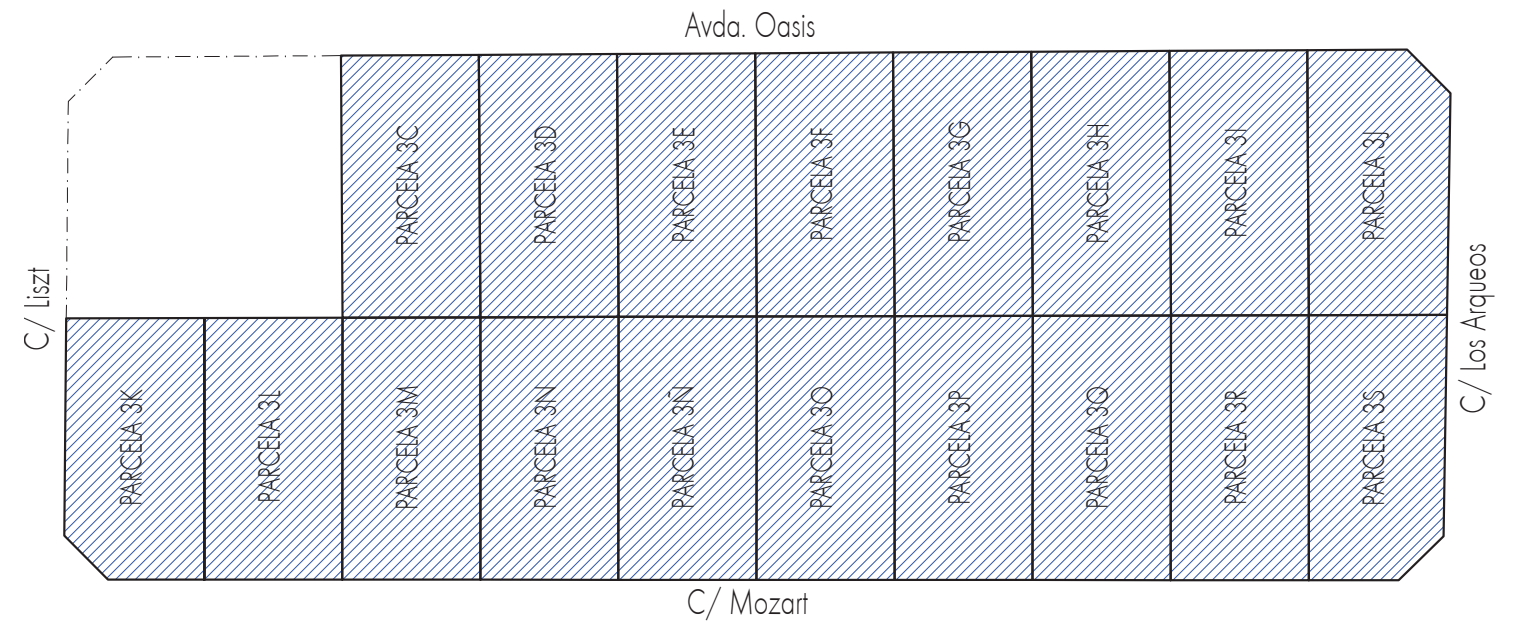 Avda. Oasis
PARCELA 3C
PARCELA 3D
PARCELA 3E
PARCELA 3F
PARCELA 3G
PARCELA 3H
PARCELA 3I
PARCELA 3J
C/ Liszt
C/ Los Arqueos
PARCELA 3K
PARCELA 3L
PARCELA 3M
PARCELA 3N
PARCELA 3Ñ
PARCELA 3O
PARCELA 3P
PARCELA 3Q
PARCELA 3R
PARCELA 3S
C/ Mozart